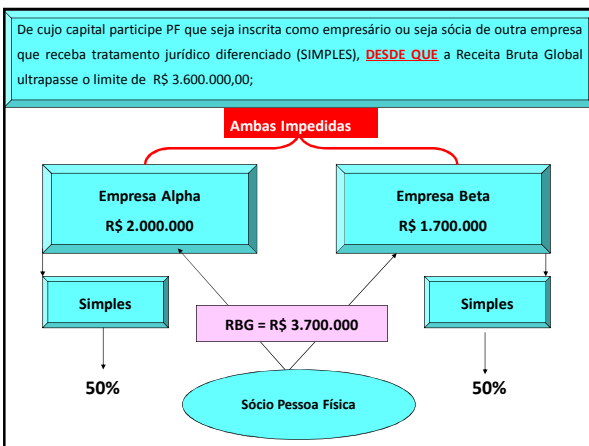 De cujo capital participe PF que seja inscrita como empresário ou seja sócia de outra empresa
que receba tratamento jurídico diferenciado (SIMPLES), DESDE QUE a Receita Bruta Global
ultrapasse o limite de R$ 3.600.000,00;
Ambas Impedidas
Empresa Alpha
R$ 2.000.000
Empresa Beta
R$ 1.700.000
Simples
RBG = R$ 3.700.000
Simples
50%
Sócio Pessoa Física
50%